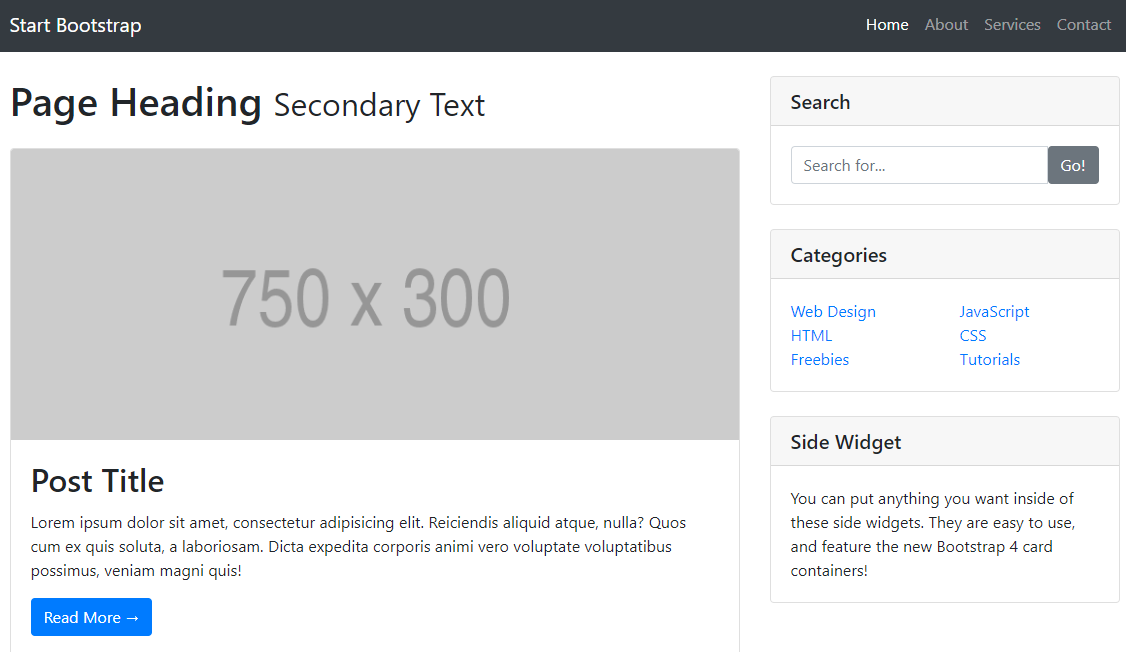 Start Bootstrap
Home About Services Contact
Page Heading Secondary Text
750 x 300
Post Title
Lorem ipsum dolor sit amet, consectetur adipisicing elit. Reiciendis aliquid atque, nulla? Quos
cum ex quis soluta, a laboriosam. Dicta expedita corporis animi vero voluptate voluptatibus
possimus, veniam magni quis!
Read More →
Search
Search for...
Go!
Categories
Web Design
HTML
Freebies
JavaScript
CSS
Tutorials
Side Widget
You can put anything you want inside of
these side widgets. They are easy to use,
and feature the new Bootstrap 4 card
containers!